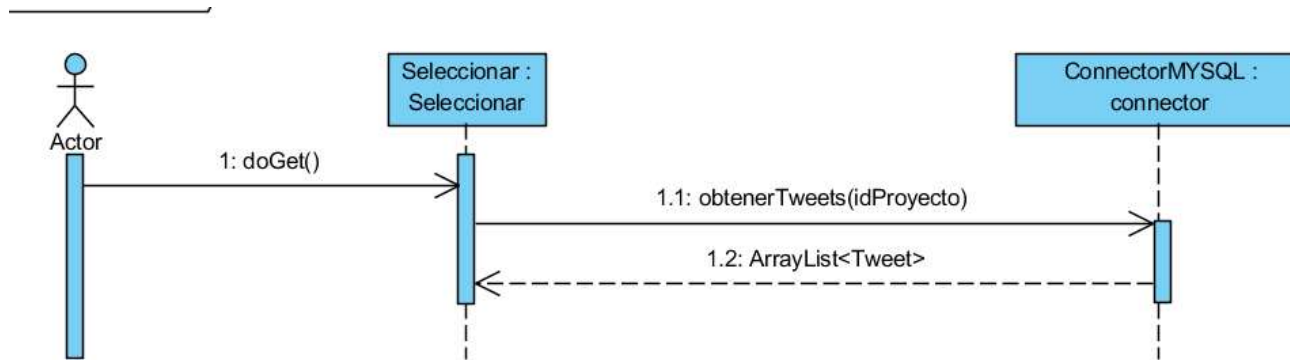 Seleccionar :
Seleccionar
ConnectorMYSQL :
connector
Actor
1: doGet()
1.1: obtenerTweets(idProyecto)
1.2: ArrayList<Tweet>